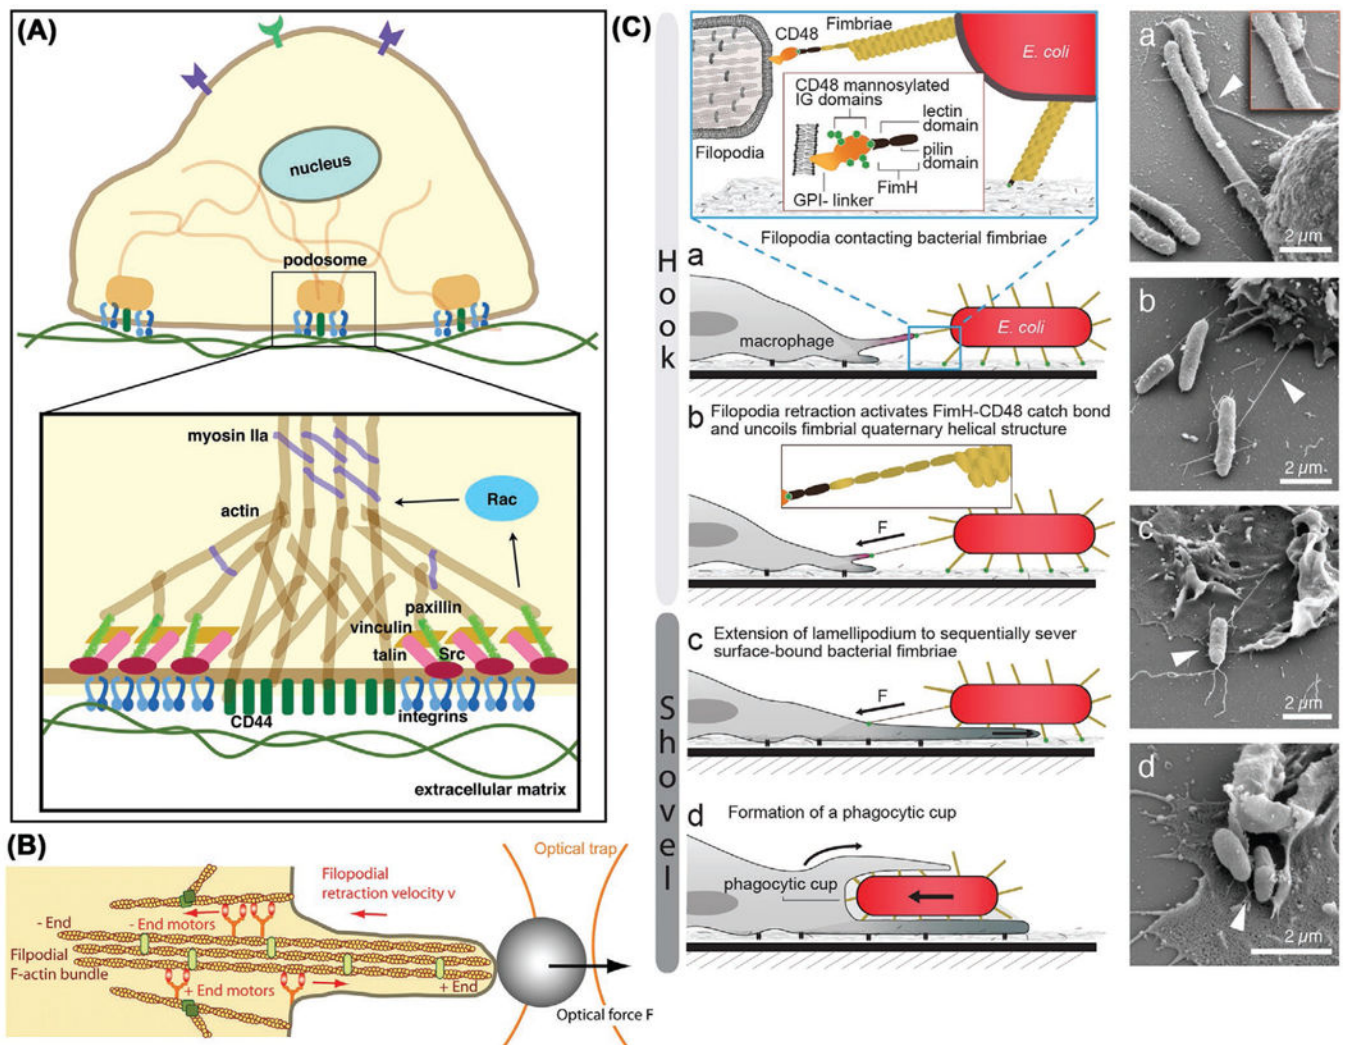 (A)
nucleus
podosome
myosin IIa
Rac
actin
paxillin
vinculin
talin
Src
CD44
integrins
extracellular matrix
(B)
Optical trap
Filopodial
retraction velocity v
- End motors
- End
Filpodial
F-actin bundle
+ End motors
+ End
Optical force F
(C)
Hook
Shovel
CD48
Fimbriae
E. coli
CD48 mannosylated
IG domains
lectin
domain
pilin
domain
FimH
GPI- linker
Filopodia
Filopodia contacting bacterial fimbriae
a
macrophage
E. coli
b
Filopodia retraction activates FimH-CD48 catch bond
and uncoils fimbrial quaternary helical structure
F
c
Extension of lamellipodium to sequentially sever
surface-bound bacterial fimbriae
F
d
Formation of a phagocytic cup
phagocytic cup
a
2 µm
b
2 µm
c
2 µm
d
2 µm